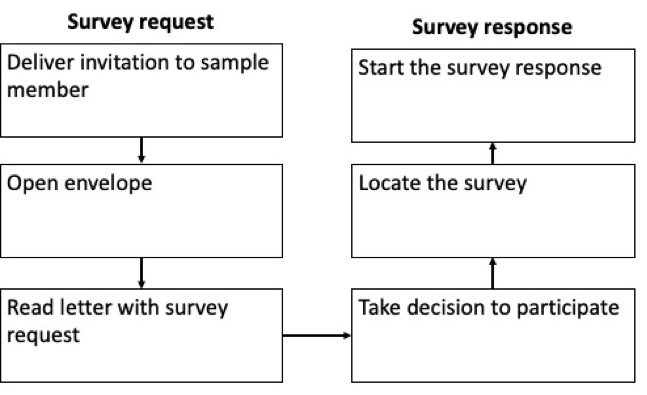 Survey request
Deliver invitation to sample
member
Open envelope
Read letter with survey
request
Survey response
Start the survey response
Locate the survey
Take decision to participate